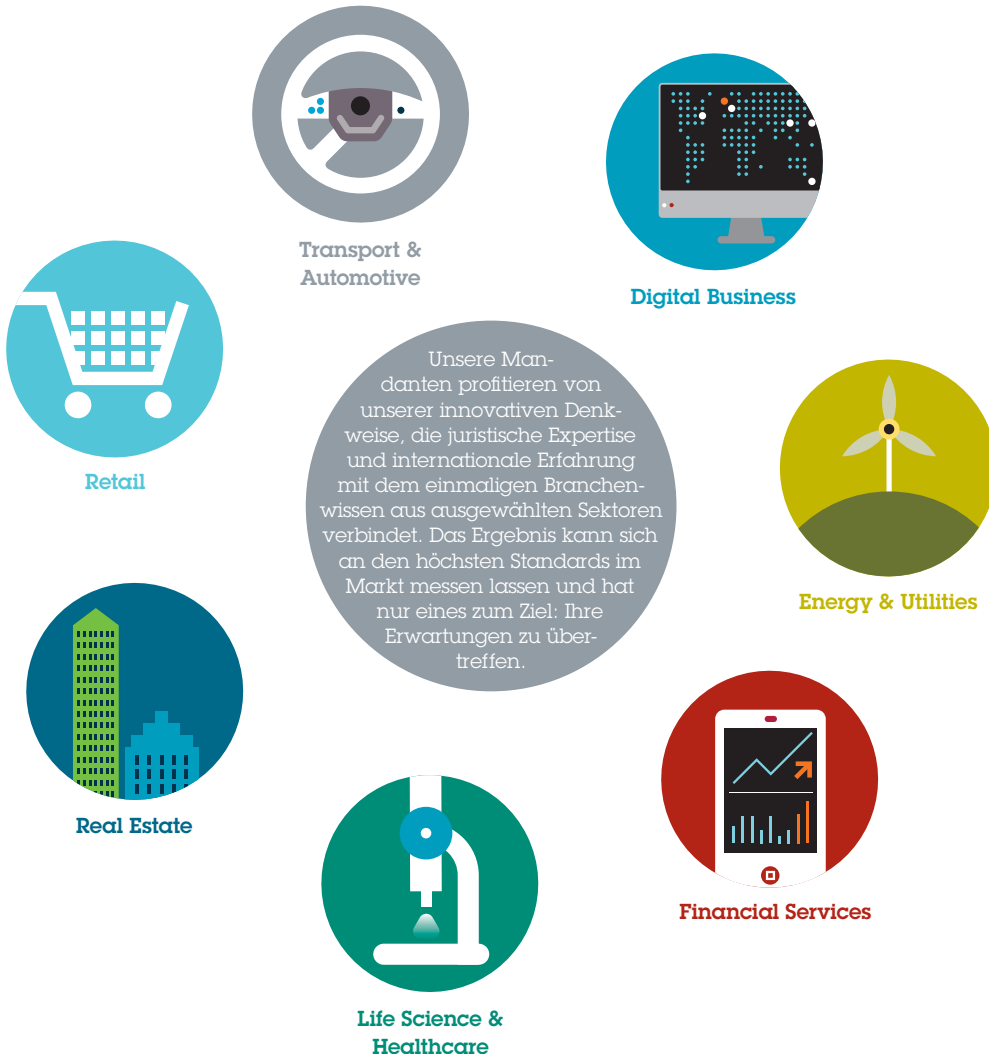 Transport &
Automotive
Digital Business
Retail
Unsere Man-
danten profitieren von
unserer innovativen Denk-
weise, die juristische Expertise
und internationale Erfahrung
mit dem einmaligen Branchen-
wissen aus ausgewählten Sektoren
verbindet. Das Ergebnis kann sich
an den höchsten Standards im
Markt messen lassen und hat
nur eines zum Ziel: Ihre
Erwartungen zu über-
treffen.
Energy & Utilities
Real Estate
Financial Services
Life Science &
Healthcare